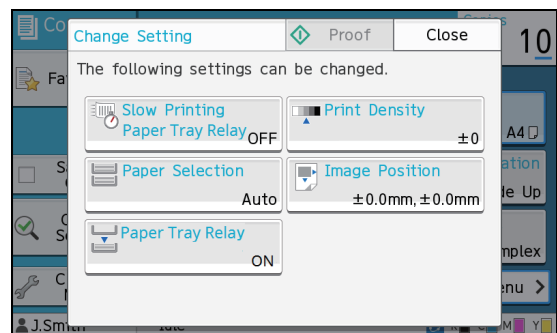 Change Setting
Proof
Close
10
The following settings can be changed.
Slow Printing
Paper Tray Relay
OFF
Print Density
±0
A4
Paper Selection
Auto
Image Position
±0.0mm, ±0.0mm
Paper Tray Relay
ON
J.Smith
Idle